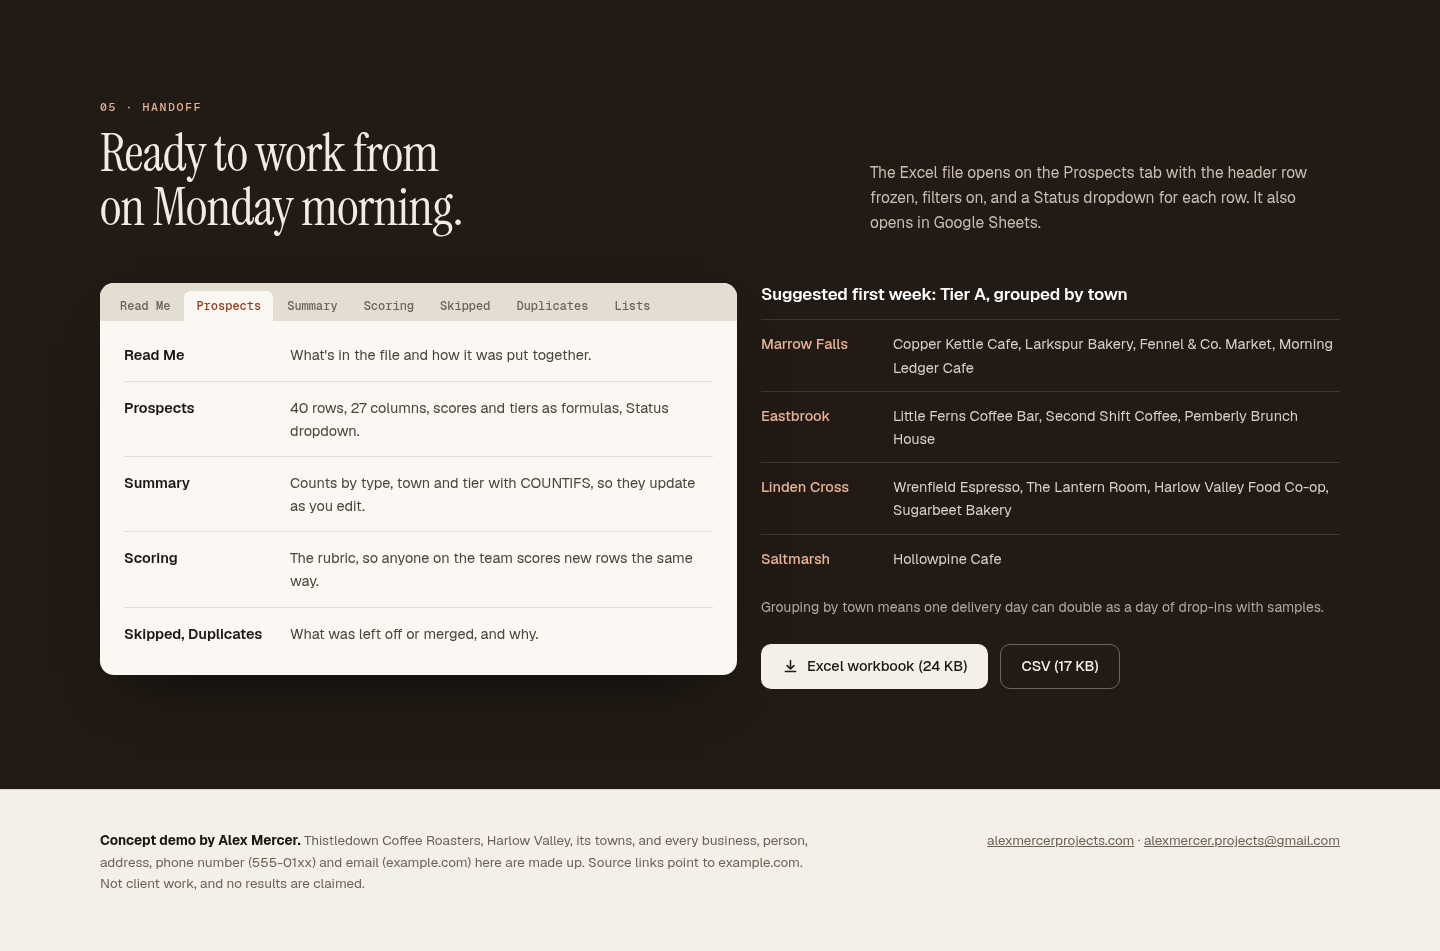 05 · HANDOFF
Ready to work from
on Monday morning.
The Excel file opens on the Prospects tab with the header row
frozen, filters on, and a Status dropdown for each row. It also
opens in Google Sheets.
Read Me Prospects Summary Scoring Skipped Duplicates Lists
Read Me What's in the file and how it was put together.
Prospects 40 rows, 27 columns, scores and tiers as formulas, Status
dropdown.
Summary Counts by type, town and tier with COUNTIFS, so they update
as you edit.
Scoring The rubric, so anyone on the team scores new rows the same
way.
Skipped, Duplicates What was left off or merged, and why.
Suggested first week: Tier A, grouped by town
Marrow Falls Copper Kettle Cafe, Larkspur Bakery, Fennel & Co. Market, Morning
Ledger Cafe
Eastbrook Little Ferns Coffee Bar, Second Shift Coffee, Pemberly Brunch
House
Linden Cross Wrenfield Espresso, The Lantern Room, Harlow Valley Food Co-op,
Sugarbeet Bakery
Saltmarsh Hollowpine Cafe
Grouping by town means one delivery day can double as a day of drop-ins with samples.
Excel workbook (24 KB) CSV (17 KB)
Concept demo by Alex Mercer. Thistledown Coffee Roasters, Harlow Valley, its towns, and every business, person,
address, phone number (555-01xx) and email (example.com) here are made up. Source links point to example.com.
Not client work, and no results are claimed.
alexmercerprojects.com · alexmercer.projects@gmail.com